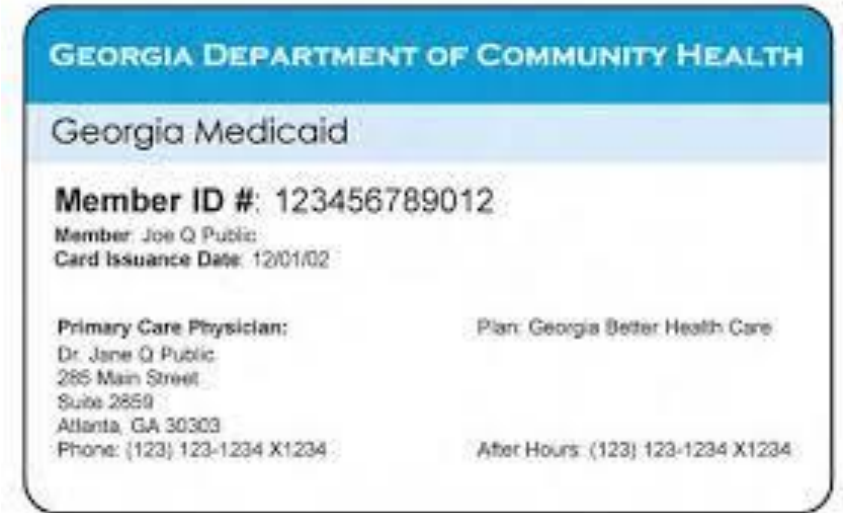 GEORGIA DEPARTMENT OF COMMUNITY HEALTH
Georgia Medicaid
Member ID #: 123456789012
Member: Joe Q Public
Card Issuance Date: 12/01/02
Primary Care Physician:
Dr. Jane Q Public
285 Main Street
Suite 2859
Atlanta, GA 30303
Phone: (123) 123-1234 X1234
Plan: Georgia Better Health Care
After Hours: (123) 123-1234 X1234